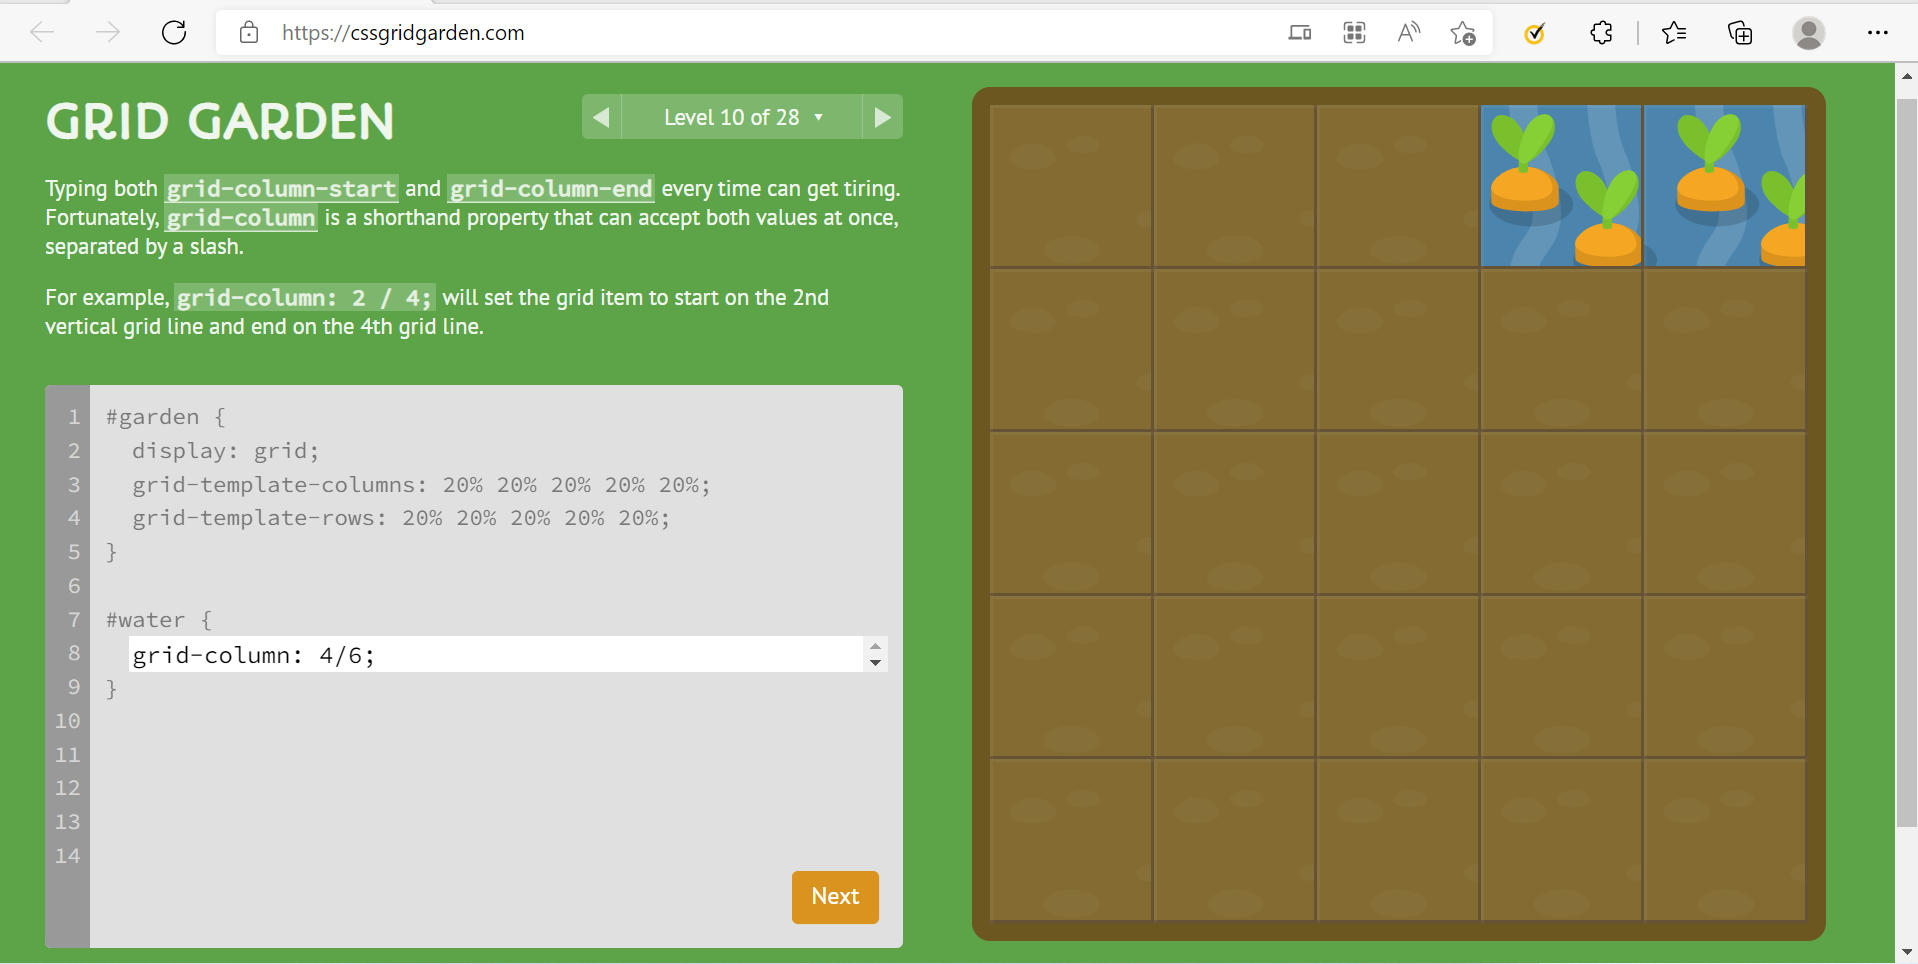 https://cssgridgarden.com
GRID GARDEN
Level 10 of 28
Typing both grid-column-start and grid-column-end every time can get tiring.
Fortunately, grid-column is a shorthand property that can accept both values at once,
separated by a slash.
For example, grid-column: 2 / 4; will set the grid item to start on the 2nd
vertical grid line and end on the 4th grid line.
1 #garden {
2 display: grid;
3 grid-template-columns: 20% 20% 20% 20% 20%;
4 grid-template-rows: 20% 20% 20% 20% 20%;
5 }
6
7 #water {
8 grid-column: 4/6;
9 }
10
11
12
13
14
Next